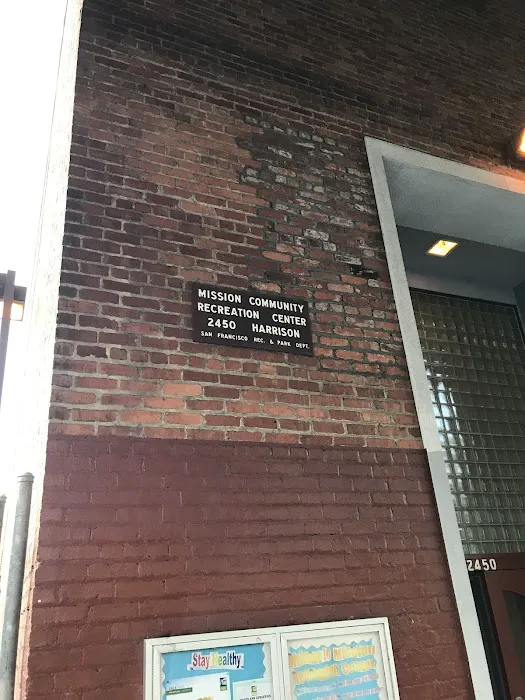 MISSION COMMUNITY
RECREATION CENTER
2450 HARRISON
SAN FRANCISCO REC. & PARK DEPT.
2450
Stay Healthy